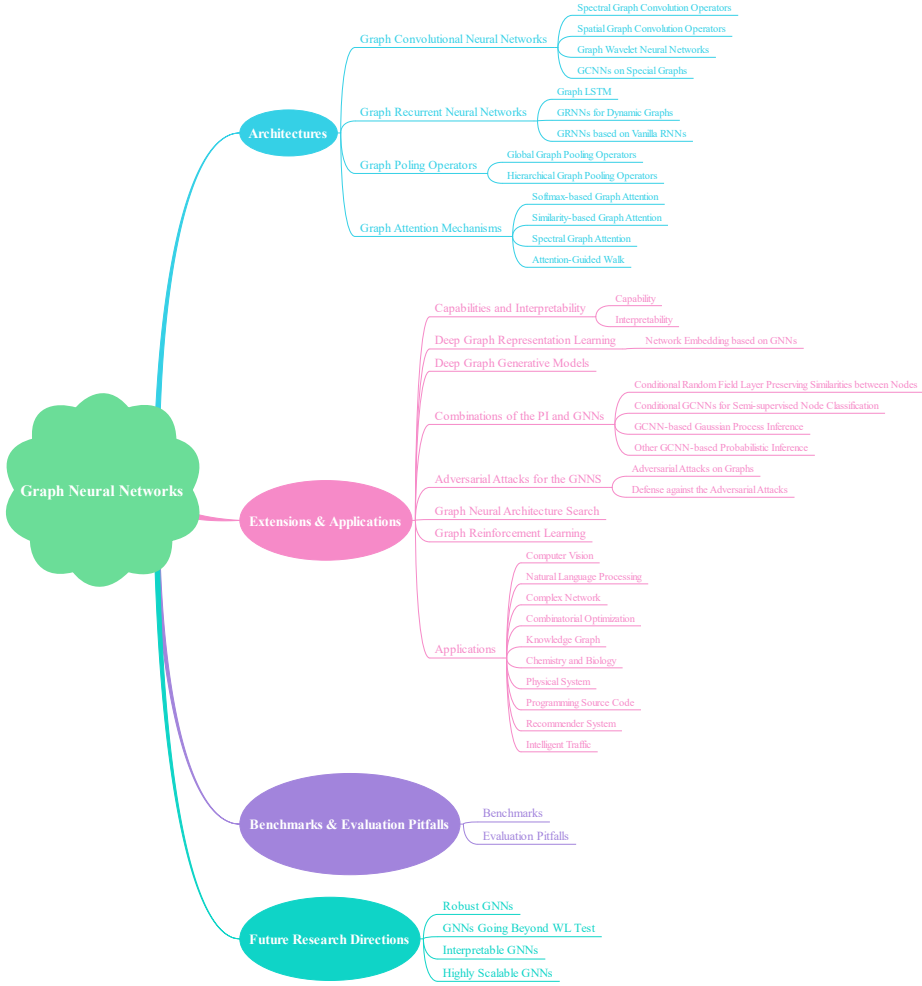 Graph Neural Networks
Architectures
Graph Convolutional Neural Networks
Spectral Graph Convolution Operators
Spatial Graph Convolution Operators
Graph Wavelet Neural Networks
GCNNs on Special Graphs
Graph Recurrent Neural Networks
Graph LSTM
GRNNs for Dynamic Graphs
GRNNs based on Vanilla RNNs
Graph Poling Operators
Global Graph Pooling Operators
Hierarchical Graph Pooling Operators
Graph Attention Mechanisms
Softmax-based Graph Attention
Similarity-based Graph Attention
Spectral Graph Attention
Attention-Guided Walk
Extensions & Applications
Capabilities and Interpretability
Capability
Interpretability
Deep Graph Representation Learning
Network Embedding based on GNNs
Deep Graph Generative Models
Combinations of the PI and GNNs
Conditional Random Field Layer Preserving Similarities between Nodes
Conditional GCNNs for Semi-supervised Node Classification
GCNN-based Gaussian Process Inference
Other GCNN-based Probabilistic Inference
Adversarial Attacks for the GNNS
Adversarial Attacks on Graphs
Defense against the Adversarial Attacks
Graph Neural Architecture Search
Graph Reinforcement Learning
Applications
Computer Vision
Natural Language Processing
Complex Network
Combinatorial Optimization
Knowledge Graph
Chemistry and Biology
Physical System
Programming Source Code
Recommender System
Intelligent Traffic
Benchmarks & Evaluation Pitfalls
Benchmarks
Evaluation Pitfalls
Future Research Directions
Robust GNNs
GNNs Going Beyond WL Test
Interpretable GNNs
Highly Scalable GNNs